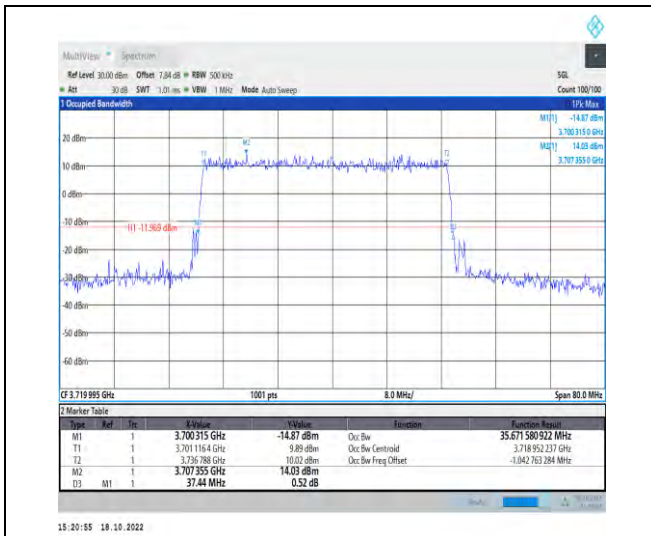 MultiView Spectrum
Ref Level 30.00 dBm Offset 7.84 dB RBW 500 kHz SGL
Att 30 dB SWT 1.01 ms VBW 1 MHz Mode Auto Sweep Count 100/100
1 Occupied Bandwidth 1Pk Max
M1[1] -14.87 dBm
3.700 315 0 GHz
M2[1] 14.03 dBm
3.707 355 0 GHz
20 dBm
M2
T1 T2
10 dBm
0 dBm
-10 dBm
H1 -11.969 dBm
-20 dBm
-30 dBm
-40 dBm
-50 dBm
-60 dBm
CF 3.719 995 GHz 1001 pts 8.0 MHz/ Span 80.0 MHz
2 Marker Table
Type Ref Trc X-Value Y-Value Function Function Result
M1 1 3.700 315 GHz -14.87 dBm Occ Bw 35.671 580 922 MHz
T1 1 3.701 116 4 GHz 9.89 dBm Occ Bw Centroid 3.718 952 237 GHz
T2 1 3.736 788 GHz 10.02 dBm Occ Bw Freq Offset -1.042 763 284 MHz
M2 1 3.707 355 GHz 14.03 dBm
D3 M1 1 37.44 MHz 0.52 dB
15:20:55 18.10.2022